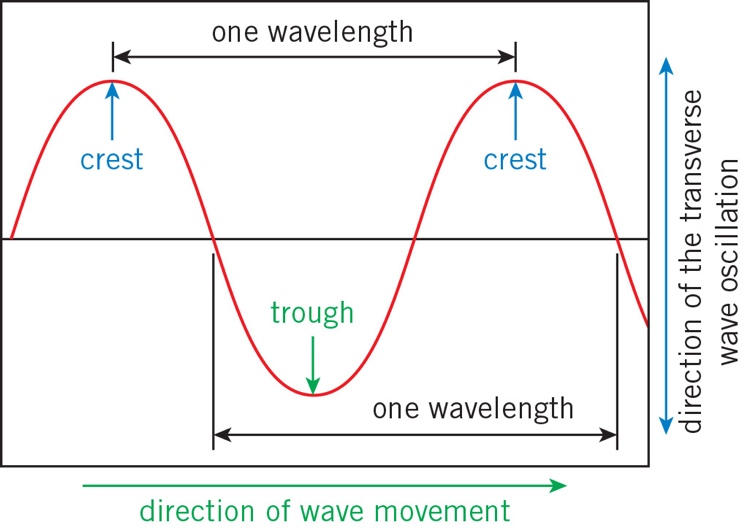 one wavelength
crest
crest
trough
one wavelength
direction of wave movement
direction of the transverse
wave oscillation